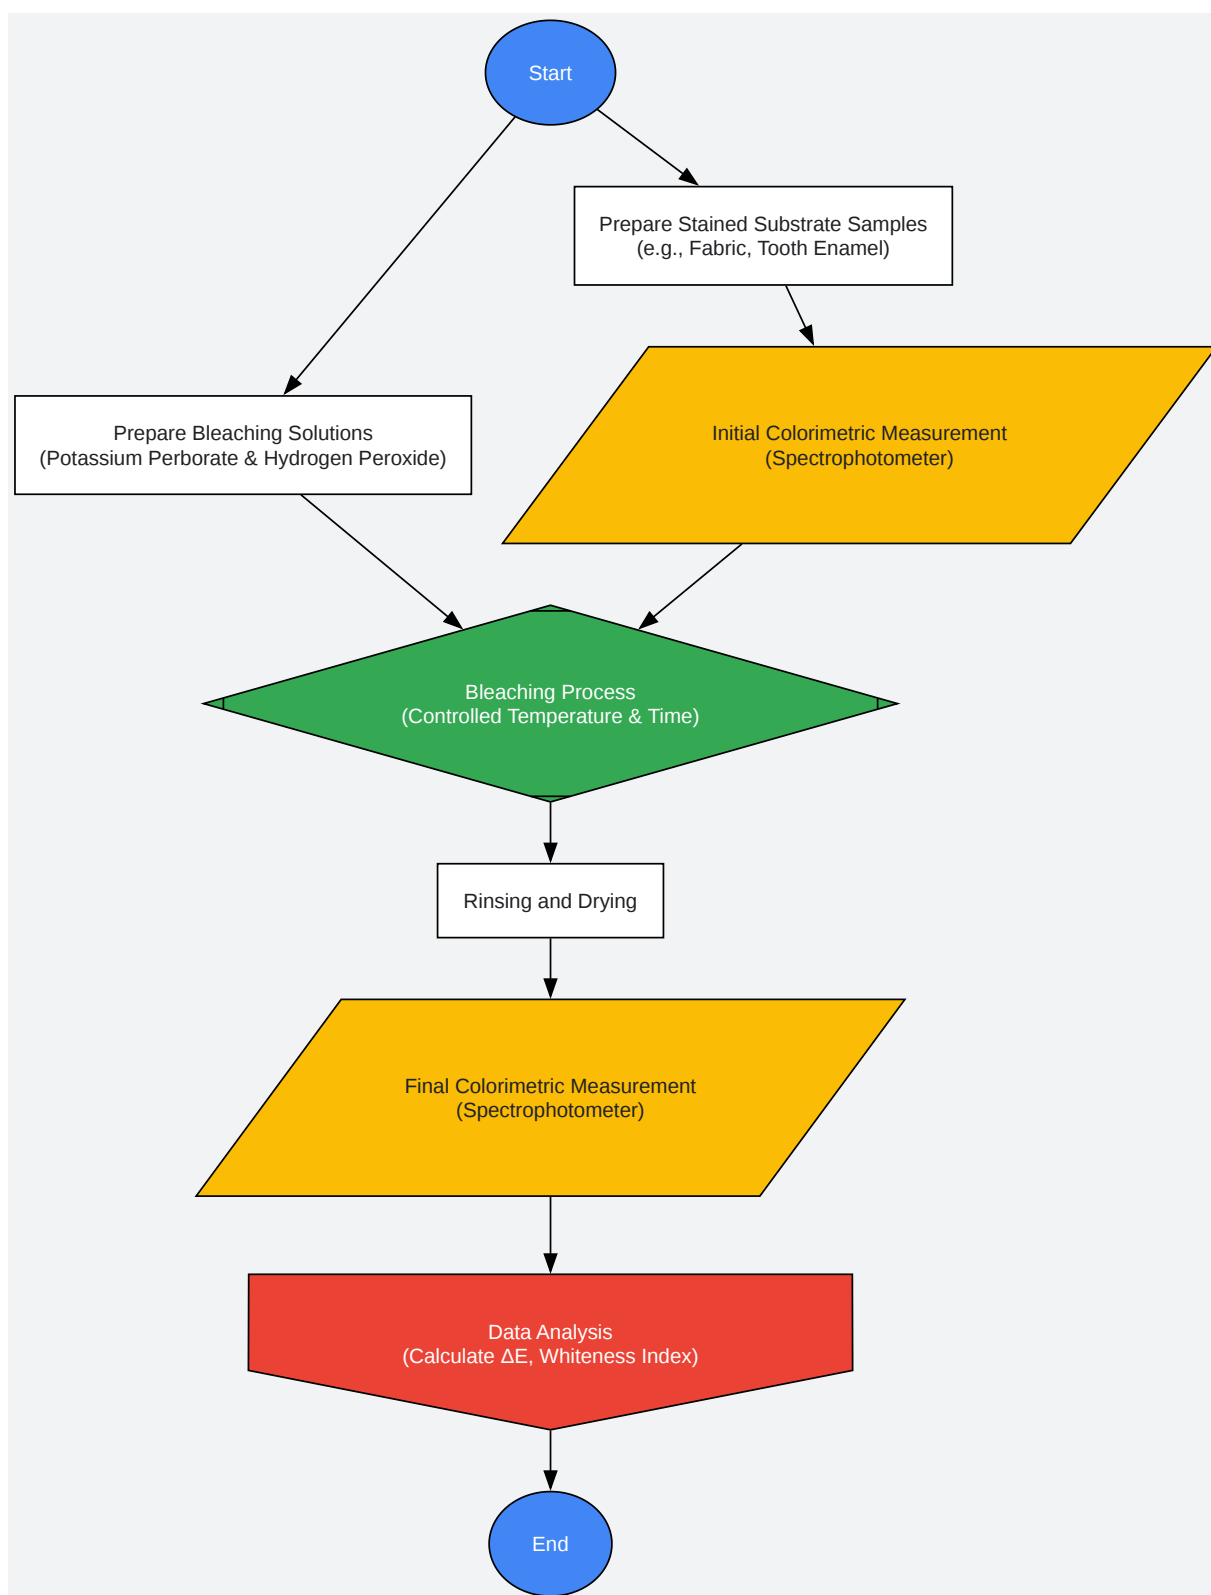 Start
Prepare Stained Substrate Samples
(e.g., Fabric, Tooth Enamel)
Prepare Bleaching Solutions
(Potassium Perborate & Hydrogen Peroxide)
Initial Colorimetric Measurement
(Spectrophotometer)
Bleaching Process
(Controlled Temperature & Time)
Rinsing and Drying
Final Colorimetric Measurement
(Spectrophotometer)
Data Analysis
(Calculate ΔE, Whiteness Index)
End